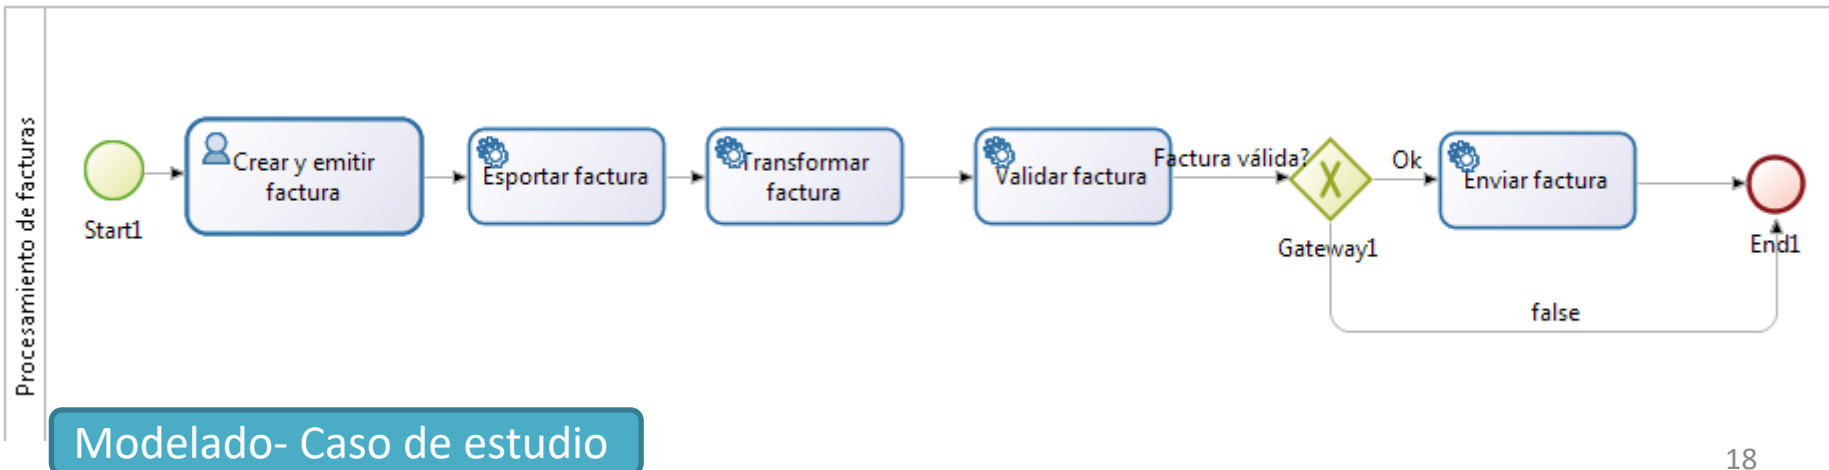 Procesamiento de facturas
Start1
Crear y emitir
factura
Esportar factura
Transformar
factura
Validar factura
Factura válida?
Gateway1
Ok
Enviar factura
End1
false
Modelado- Caso de estudio
18